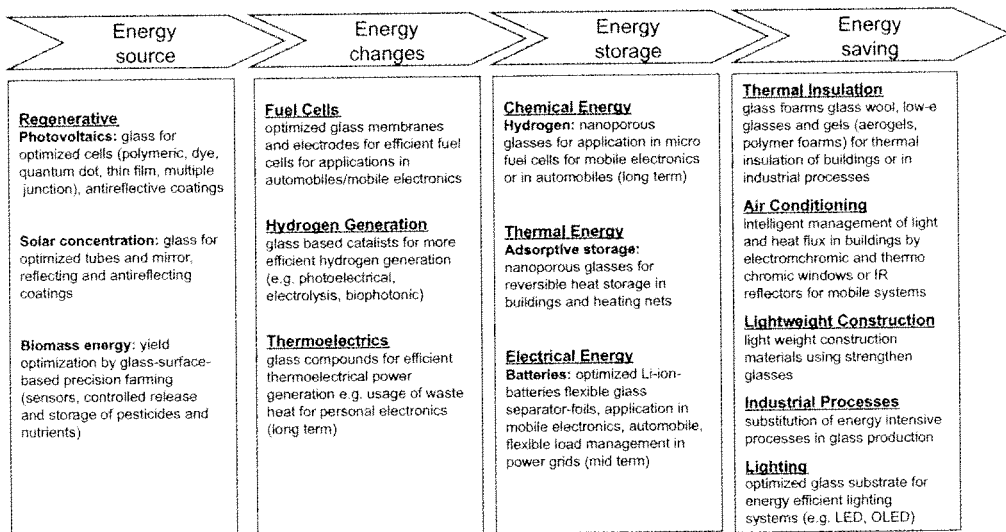 Energy
source
Energy
changes
Energy
storage
Energy
saving
Regenerative
Photovoltaics: glass for
optimized cells (polymeric, dye,
quantum dot, thin film, multiple
junction), antireflective coatings
Solar concentration: glass for
optimized tubes and mirror,
reflecting and antireflecting
coatings
Biomass energy: yield
optimization by glass-surface-
based precision farming
(sensors, controlled release
and storage of pesticides and
nutrients)
Fuel Cells
optimized glass membranes
and electrodes for efficient fuel
cells for applications in
automobiles/mobile electronics
Hydrogen Generation
glass based catalists for more
efficient hydrogen generation
(e.g. photoelectrical,
electrolysis, biophotonic)
Thermoelectrics
glass compounds for efficient
thermoelectrical power
generation e.g. usage of waste
heat for personal electronics
(long term)
Chemical Energy
Hydrogen: nanoporous
glasses for application in micro
fuel cells for mobile electronics
or in automobiles (long term)
Thermal Energy
Adsorptive storage:
nanoporous glasses for
reversible heat storage in
buildings and heating nets
Electrical Energy
Batteries: optimized Li-ion-
batteries flexible glass
separator-foils, application in
mobile electronics, automobile,
flexible load management in
power grids (mid term)
Thermal Insulation
glass foams glass wool, low-e
glasses and gels (aerogels,
polymer foams) for thermal
insulation of buildings or in
industrial processes
Air Conditioning
intelligent management of light
and heat flux in buildings by
electromchromic and thermo
chromic windows or IR
reflectors for mobile systems
Lightweight Construction
light weight construction
materials using strengthen
glasses
Industrial Processes
substitution of energy intensive
processes in glass production
Lighting
optimized glass substrate for
energy efficient lighting
systems (e.g. LED, OLED)